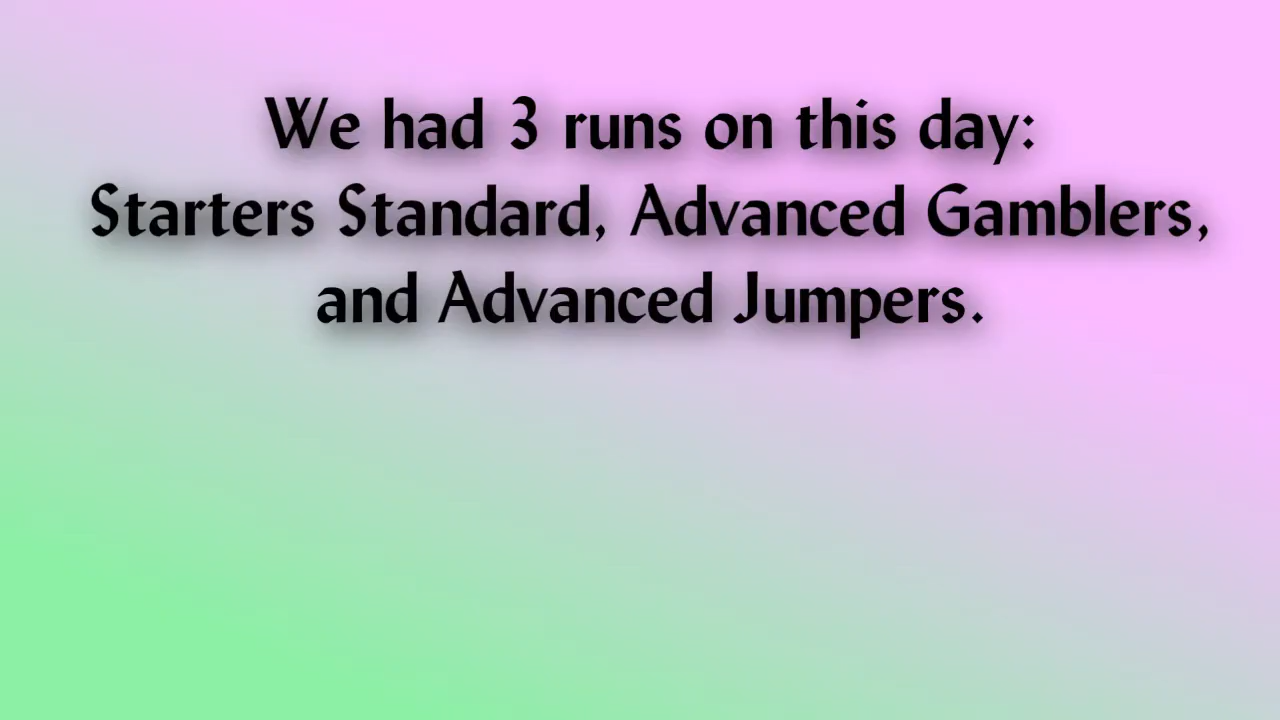 We had 3 runs on this day:
Starters Standard, Advanced Gamblers,
and Advanced Jumpers.